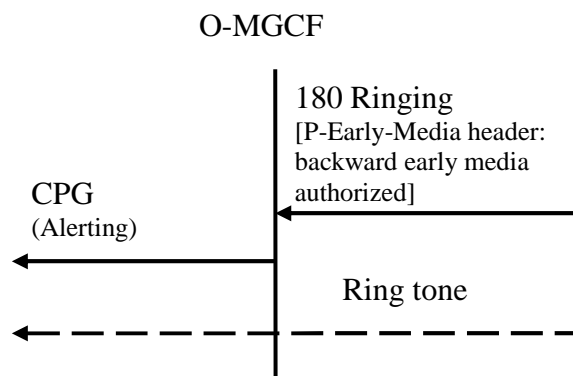 O-MGCF
180 Ringing
[P-Early-Media header:
backward early media
authorized]
CPG
(Alerting)
Ring tone